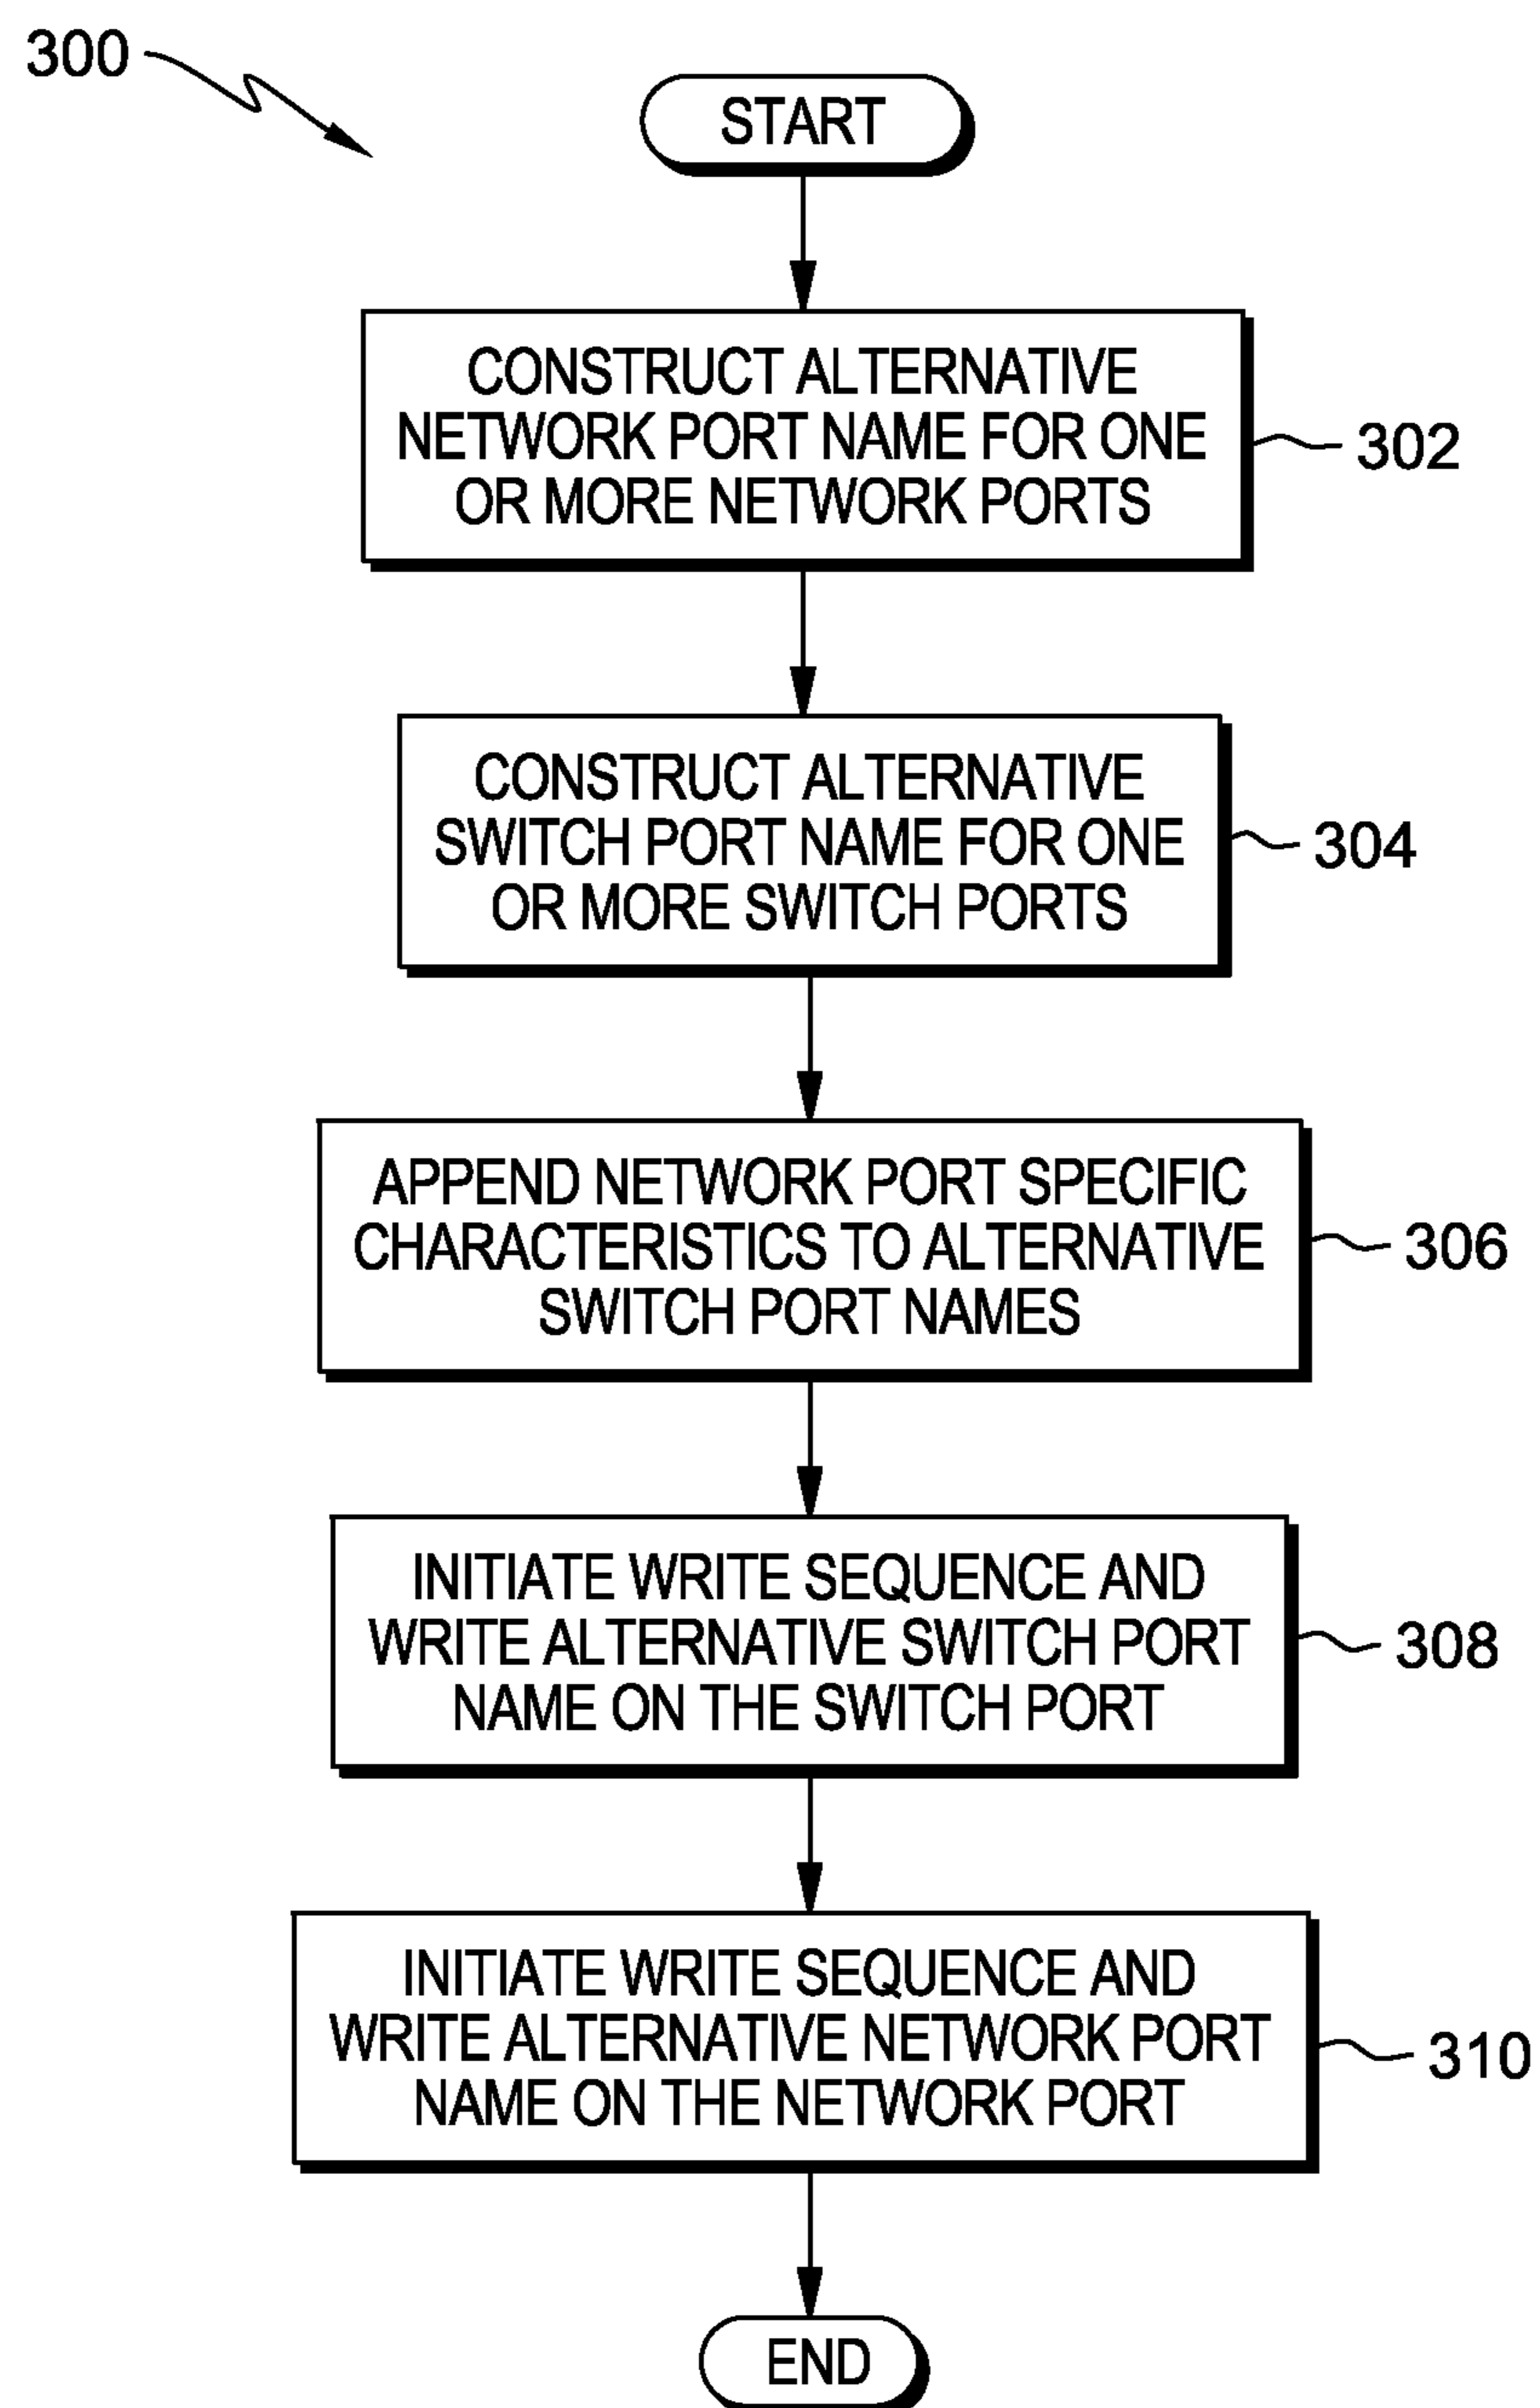 300
START
CONSTRUCT ALTERNATIVE
NETWORK PORT NAME FOR ONE
OR MORE NETWORK PORTS
302
CONSTRUCT ALTERNATIVE
SWITCH PORT NAME FOR ONE
OR MORE SWITCH PORTS
304
APPEND NETWORK PORT SPECIFIC
CHARACTERISTICS TO ALTERNATIVE
SWITCH PORT NAMES
306
INITIATE WRITE SEQUENCE AND
WRITE ALTERNATIVE SWITCH PORT
NAME ON THE SWITCH PORT
308
INITIATE WRITE SEQUENCE AND
WRITE ALTERNATIVE NETWORK PORT
NAME ON THE NETWORK PORT
310
END